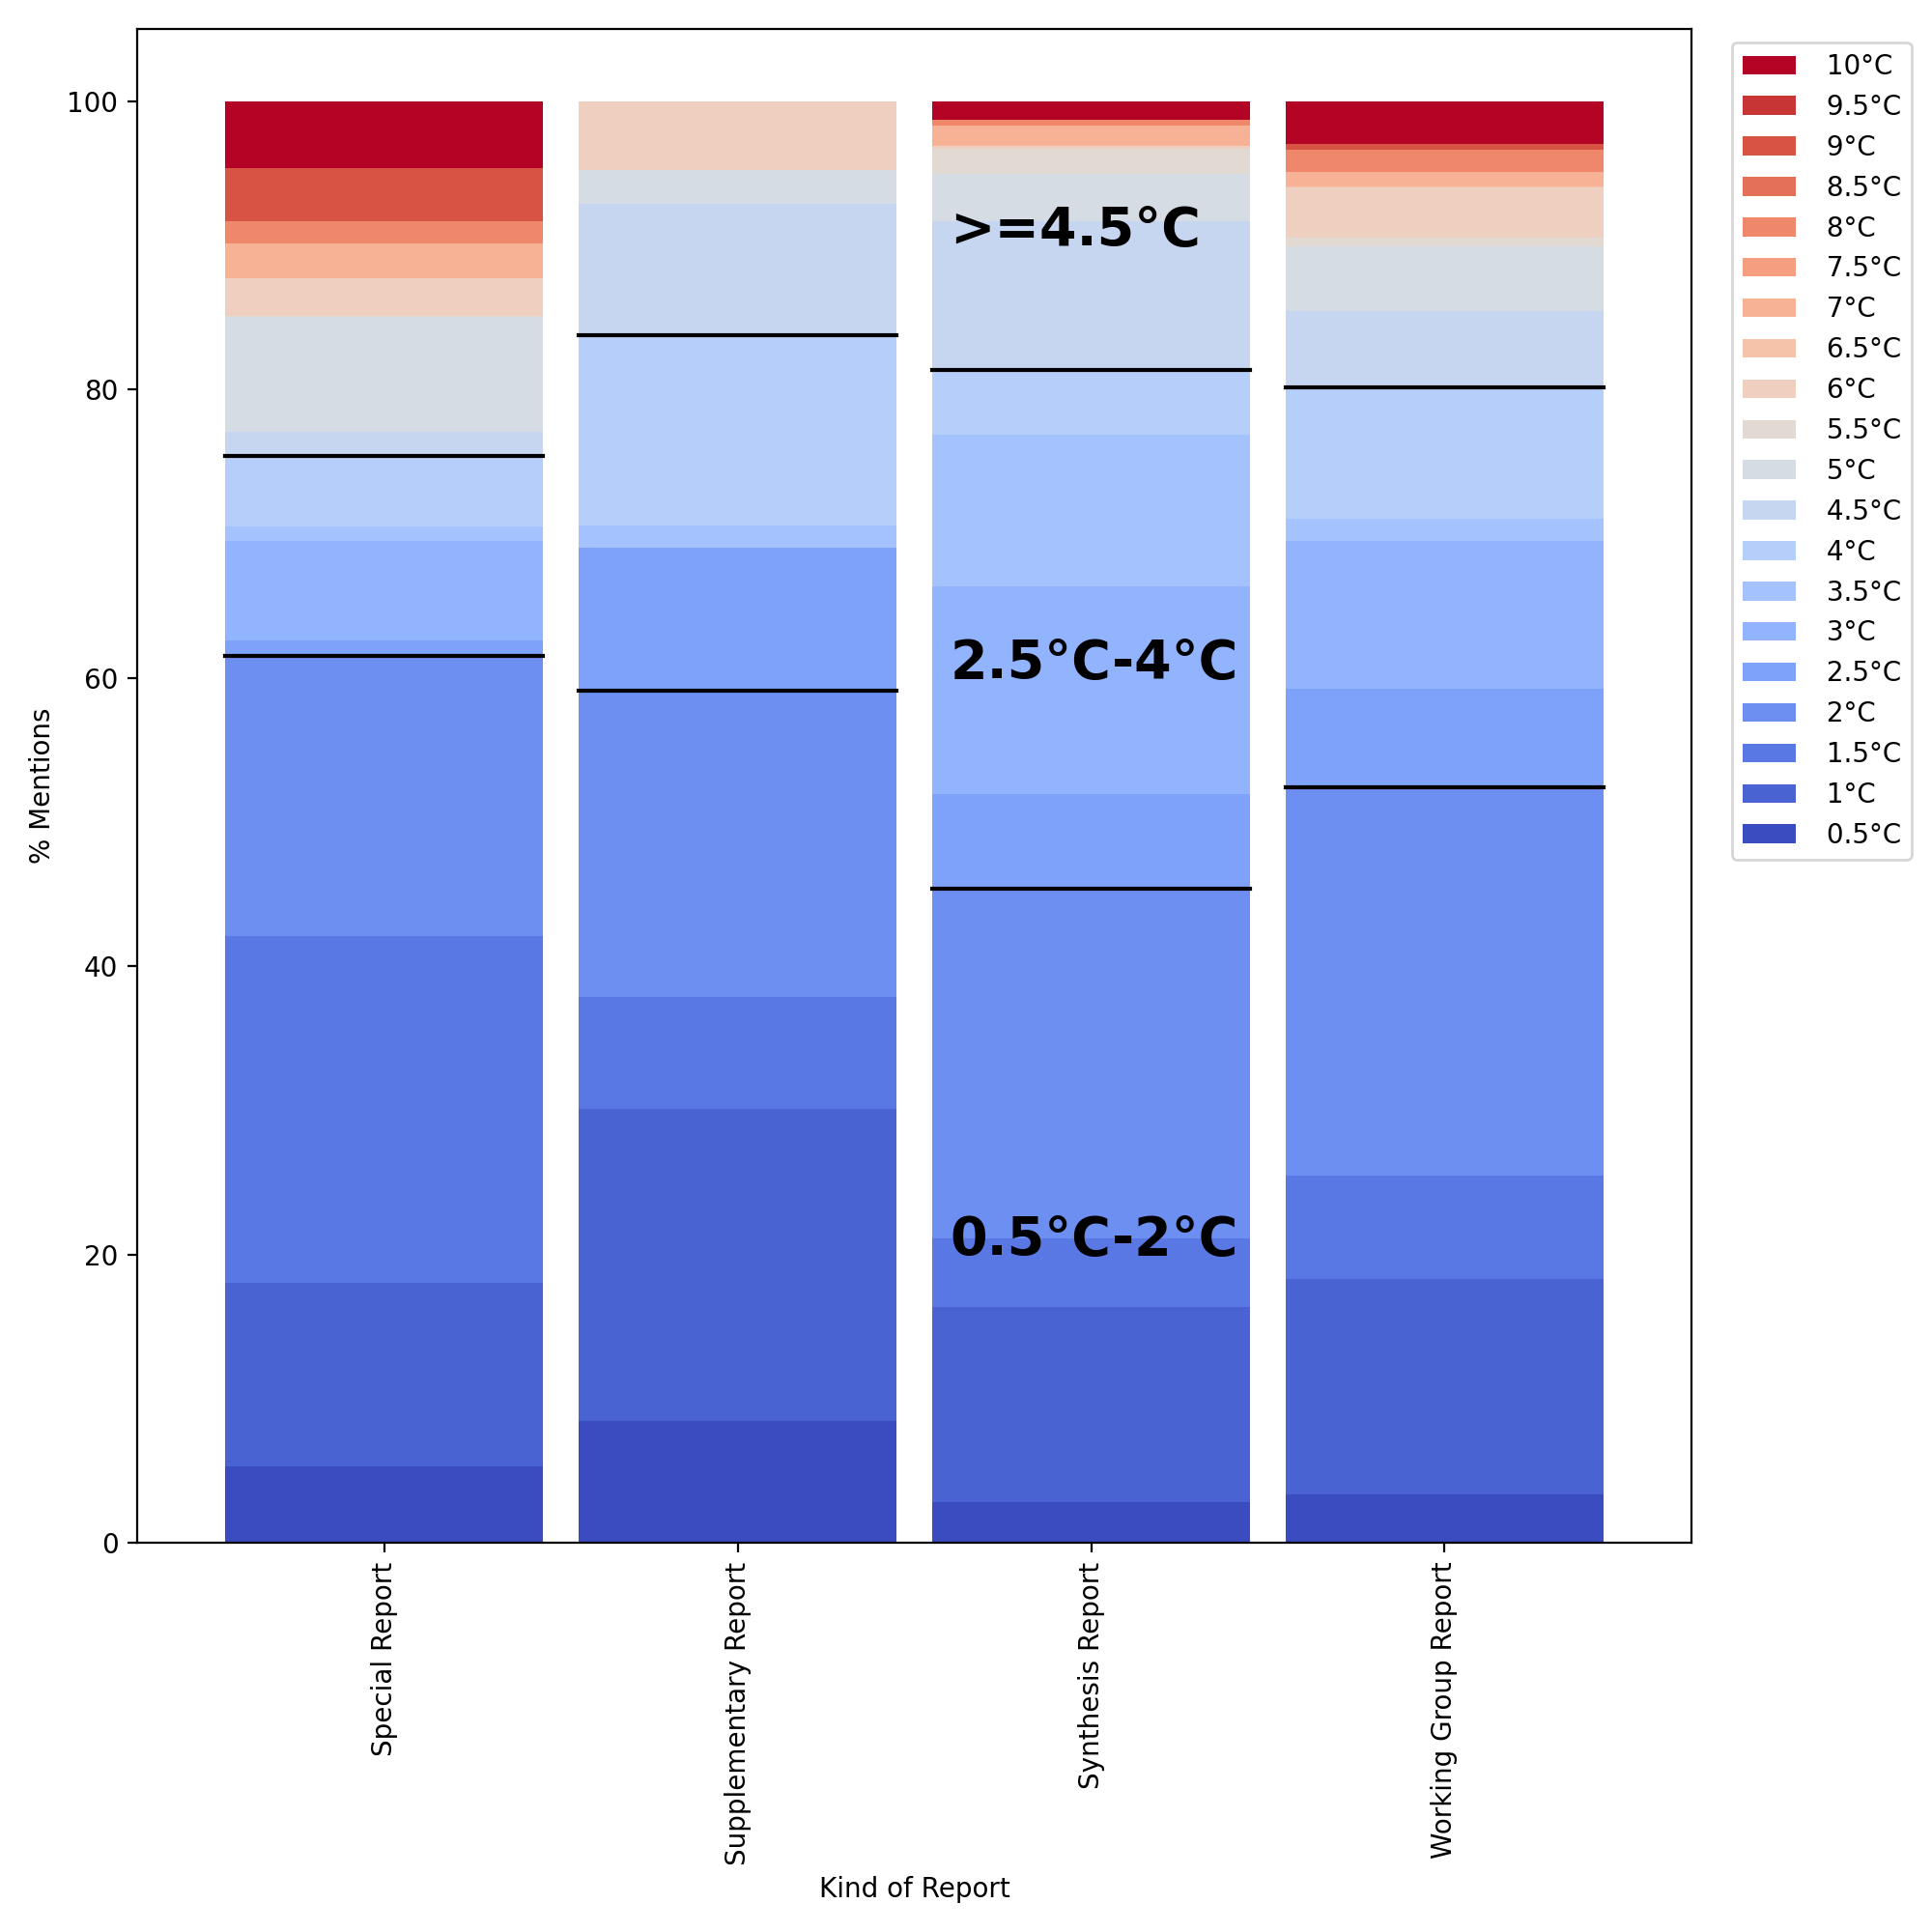 100
80
60
40
20
0
% Mentions
>=4.5°C
2.5°C-4°C
0.5°C-2°C
10°C
9.5°C
9°C
8.5°C
8°C
7.5°C
7°C
6.5°C
6°C
5.5°C
5°C
4.5°C
4°C
3.5°C
3°C
2.5°C
2°C
1.5°C
1°C
0.5°C
Special Report
Supplementary Report
Synthesis Report
Working Group Report
Kind of Report